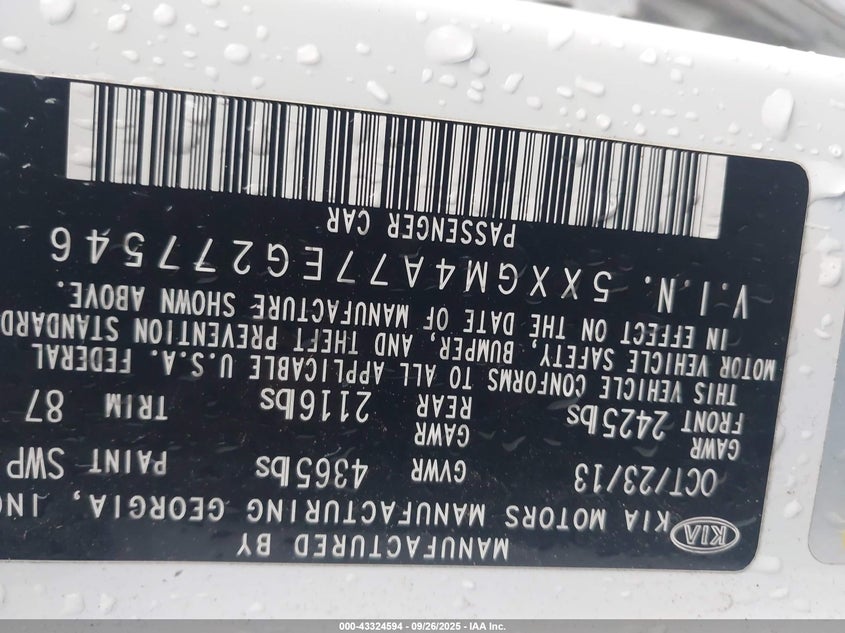 MANUFACTURED BY
KIA KIA MOTORS MANUFACTURING GEORGIA, INC
OCT/23/13 GVWR 4365lbs PAINT SWP
GAWR FRONT 2425lbs GAWR REAR 2116lbs TRIM 87
THIS VEHICLE CONFORMS TO ALL APPLICABLE U.S.A. FEDERAL
MOTOR VEHICLE SAFETY, BUMPER, AND THEFT PREVENTION STANDARD
IN EFFECT ON THE DATE OF MANUFACTURE SHOWN ABOVE.
V.I.N. 5XXGM4A77EG277546
PASSENGER CAR
000-43324594 - 09/26/2025 - IAA Inc.